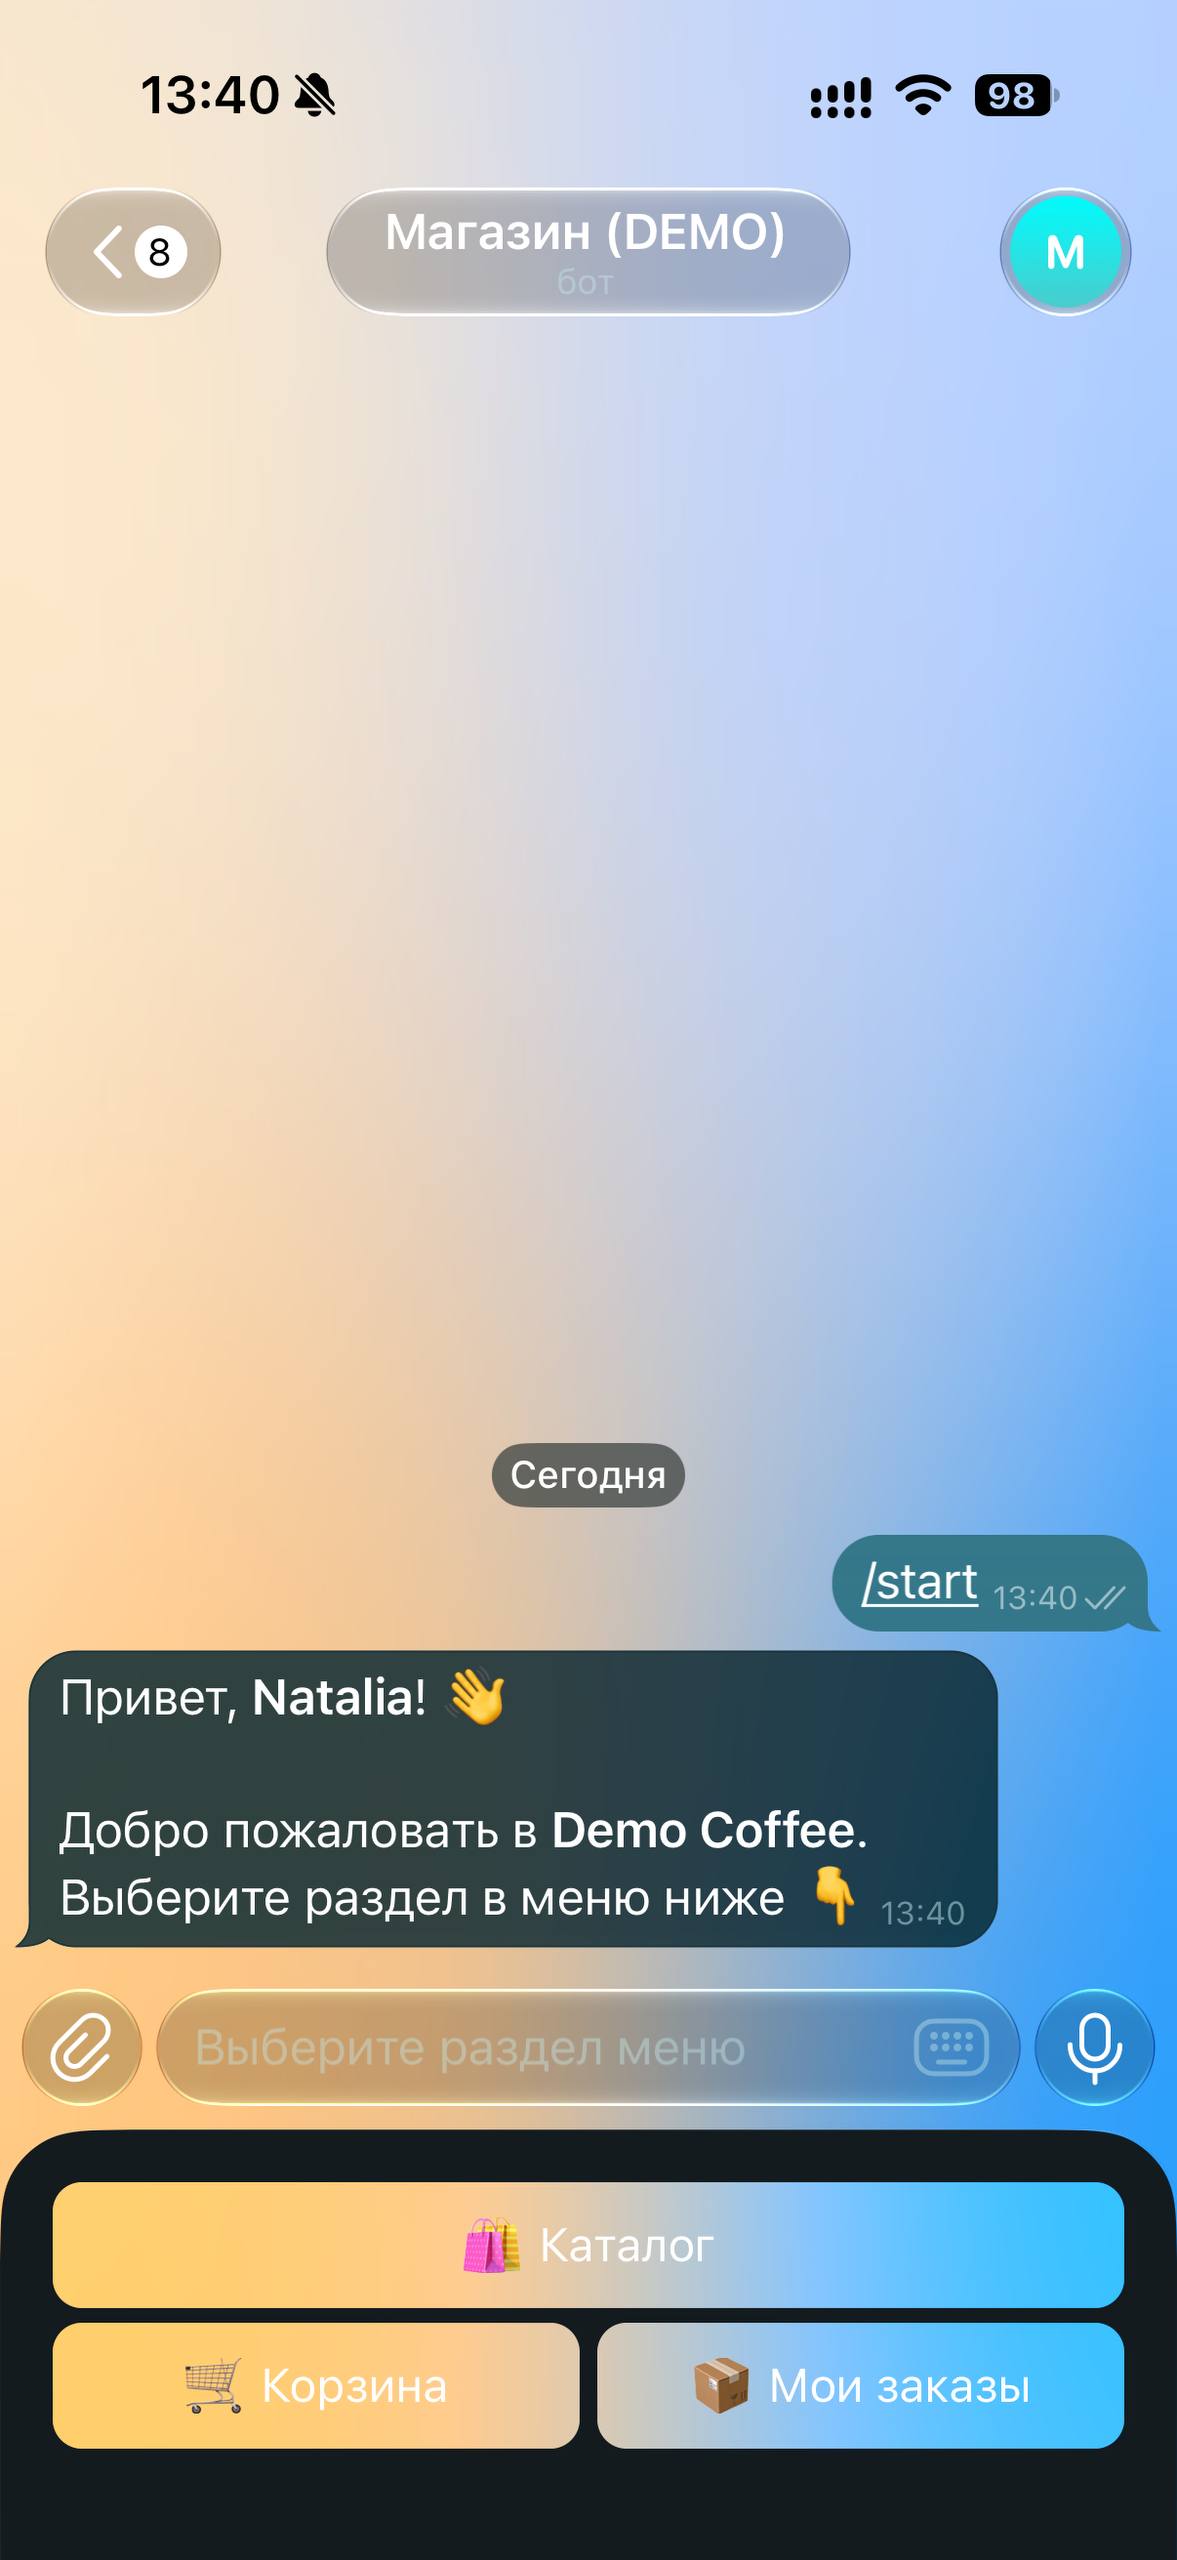 13:40
98
8
Магазин (DEMO)
бот
М
Сегодня
/start 13:40
Привет, Natalia! 👋
Добро пожаловать в Demo Coffee.
Выберите раздел в меню ниже 👇 13:40
Выберите раздел меню
🛍️ Каталог
🛒 Корзина
📦 Мои заказы